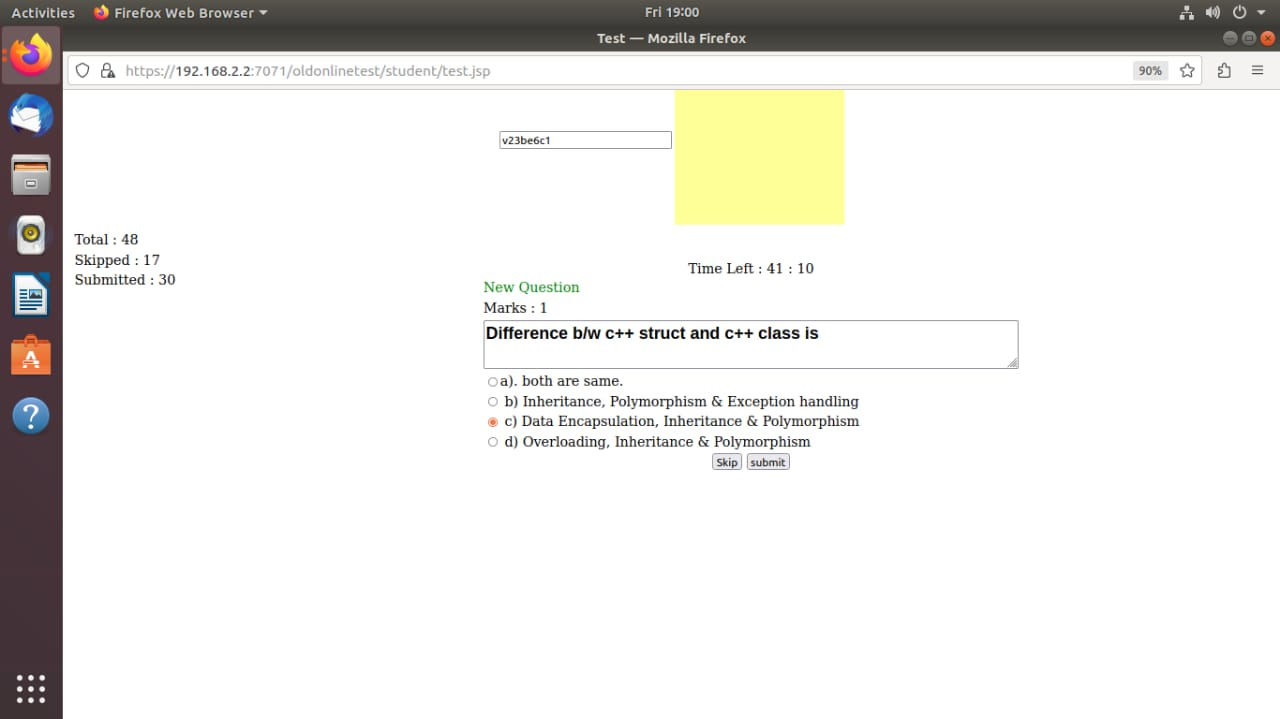 Activities
Firefox Web Browser
Fri 19:00
Test — Mozilla Firefox
https://192.168.2.2:7071/oldonlinetest/student/test.jsp
90%
v23be6c1
Total : 48
Skipped : 17
Submitted : 30
Time Left : 41 : 10
New Question
Marks : 1
Difference b/w c++ struct and c++ class is
a). both are same.
b) Inheritance, Polymorphism & Exception handling
c) Data Encapsulation, Inheritance & Polymorphism
d) Overloading, Inheritance & Polymorphism
Skip submit